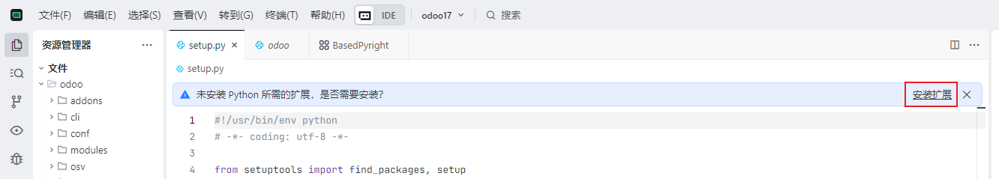 文件(F) 编辑(E) 选择(S) 查看(V) 转到(G) 终端(T) 帮助(H) IDE odoo17 搜索
资源管理器 setup.py odoo BasedPyright
文件 setup.py
odoo
未安装 Python 所需的扩展，是否需要安装？ 安装扩展
addons
cli 1 #!/usr/bin/env python
conf 2 # -*- coding: utf-8 -*-
modules 3
osv 4 from setuptools import find_packages, setup